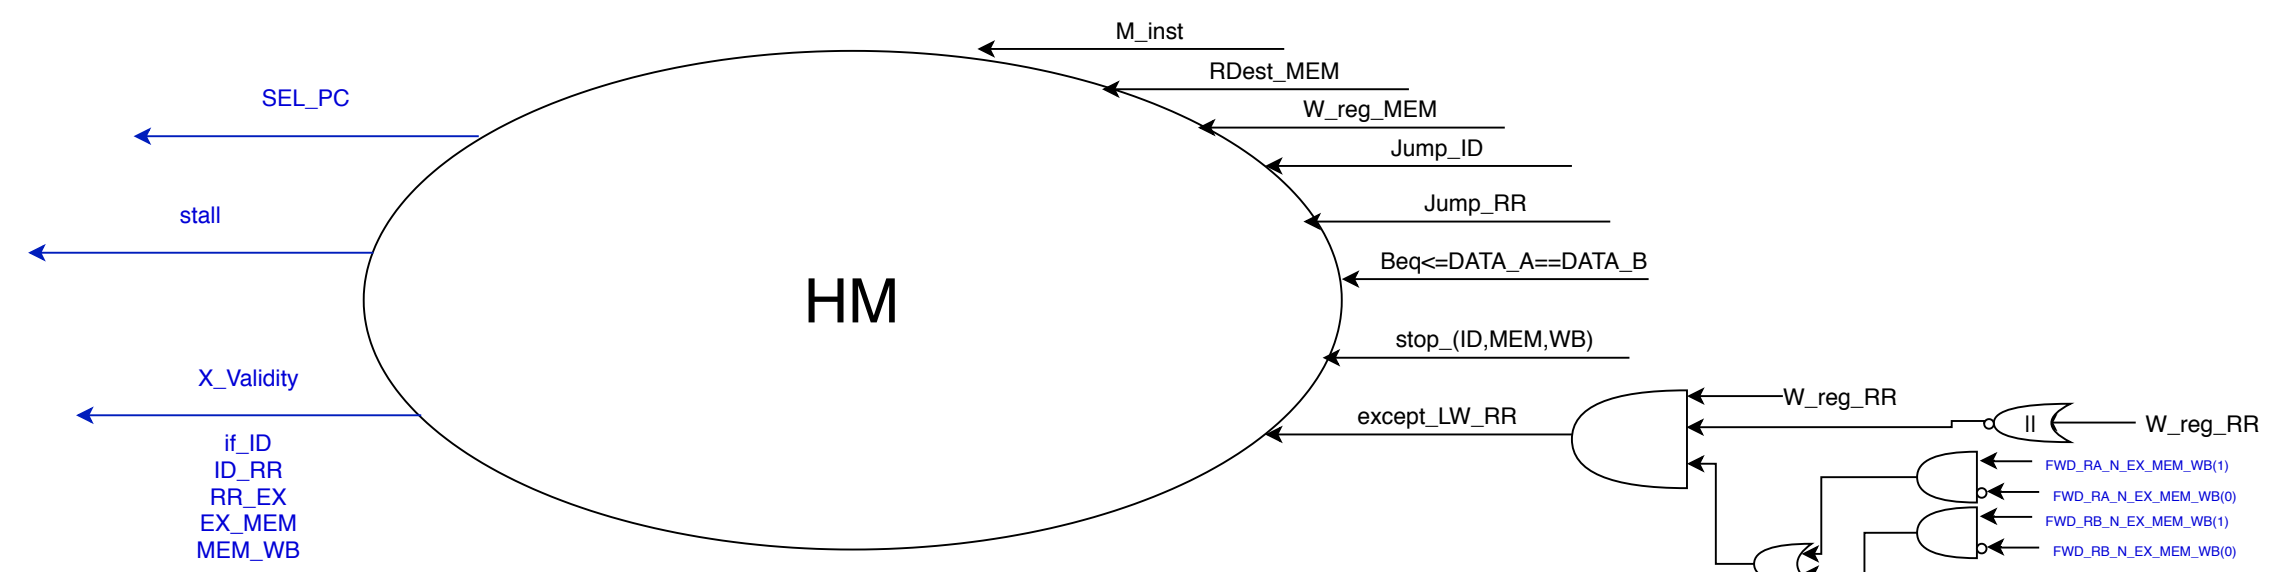 M_inst
RDest_MEM
SEL_PC
W_reg_MEM
Jump_ID
Jump_RR
stall
Beq<=DATA_A==DATA_B
HM
stop_(ID,MEM,WB)
X_Validity
except_LW_RR
W_reg_RR
||
W_reg_RR
if_ID
ID_RR
RR_EX
EX_MEM
MEM_WB
FWD_RA_N_EX_MEM_WB(1)
FWD_RA_N_EX_MEM_WB(0)
FWD_RB_N_EX_MEM_WB(1)
FWD_RB_N_EX_MEM_WB(0)